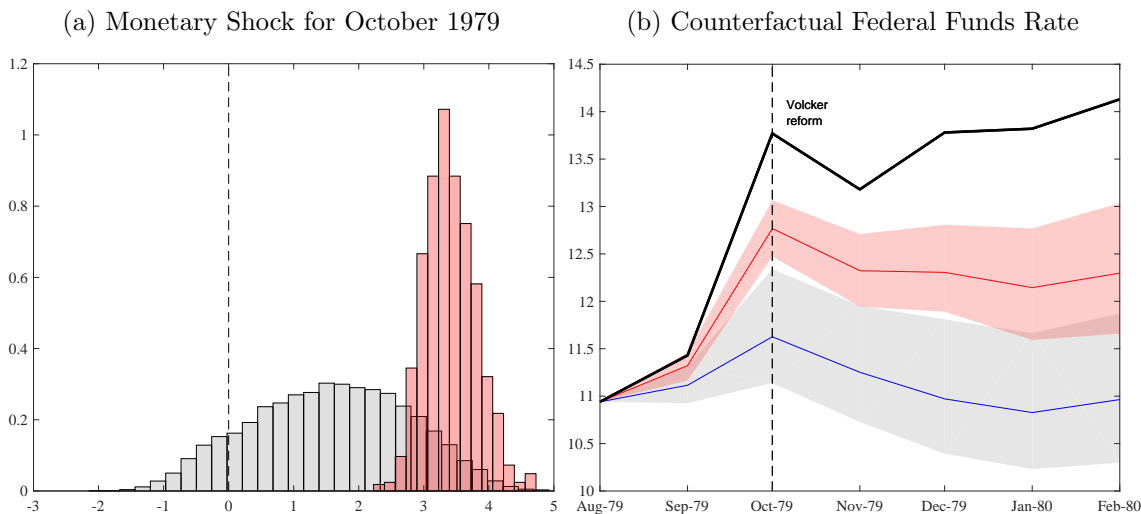 (a) Monetary Shock for October 1979
1.2
1
0.8
0.6
0.4
0.2
0
-3
-2
-1
0
1
2
3
4
5
(b) Counterfactual Federal Funds Rate
14.5
14
13.5
13
12.5
12
11.5
11
10.5
10
Volcker
reform
Aug-79
Sep-79
Oct-79
Nov-79
Dec-79
Jan-80
Feb-80